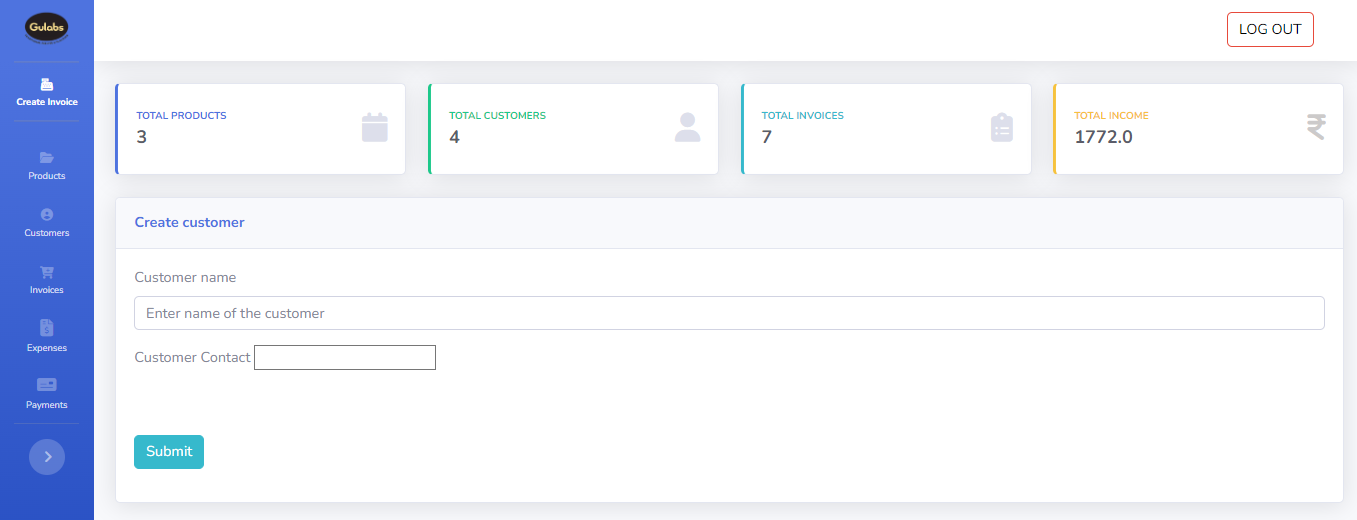 Gulabs
LOG OUT
Create Invoice
Products
Customers
Invoices
Expenses
Payments
TOTAL PRODUCTS
3
TOTAL CUSTOMERS
4
TOTAL INVOICES
7
TOTAL INCOME
1772.0
Create customer
Customer name
Enter name of the customer
Customer Contact
Submit